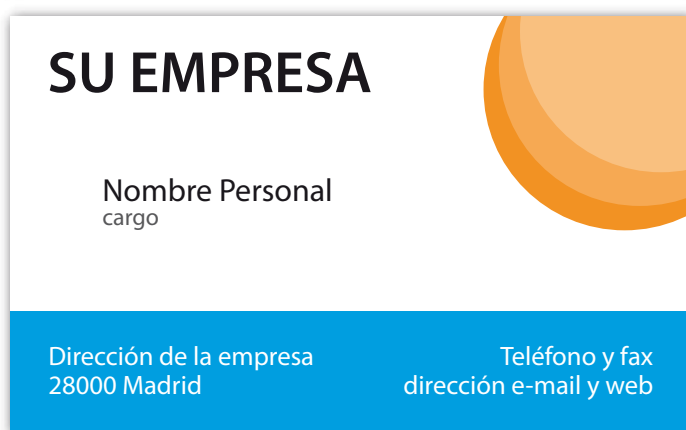 SU EMPRESA
Nombre Personal
cargo
Dirección de la empresa
28000 Madrid
Teléfono y fax
dirección e-mail y web